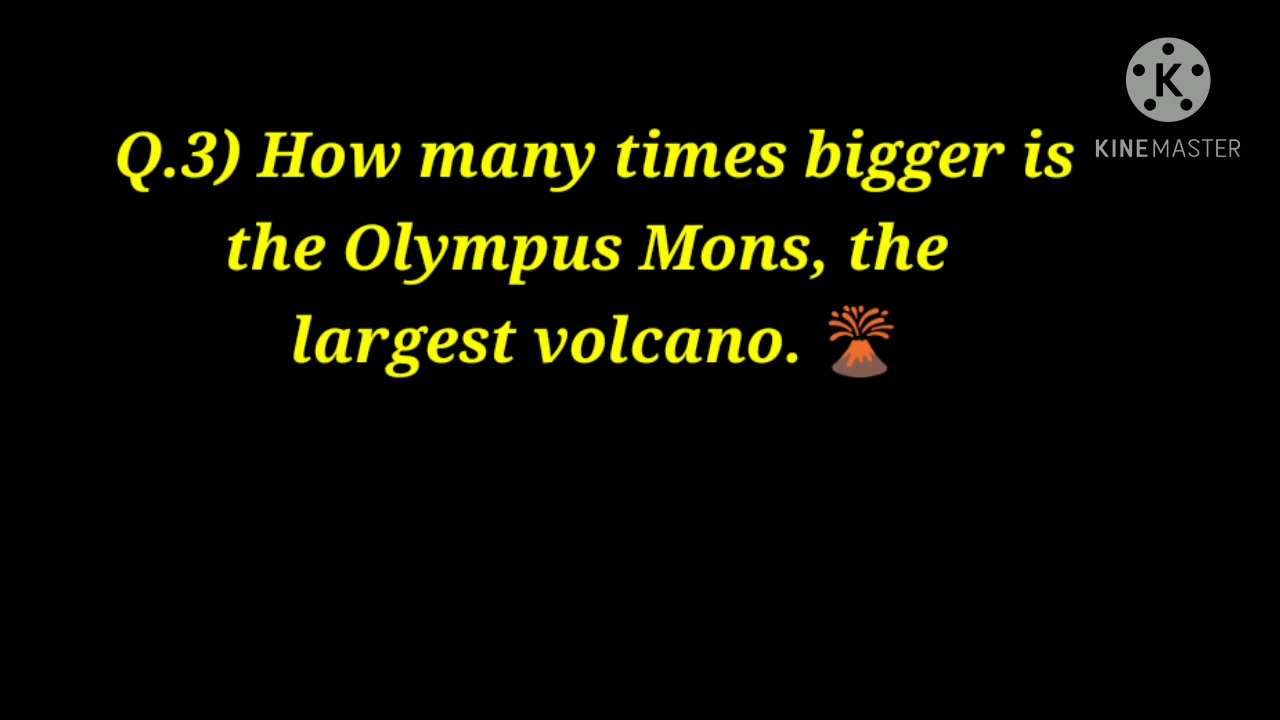 Q.3) How many times bigger is
the Olympus Mons, the
largest volcano. 🌋
K
KINEMASTER